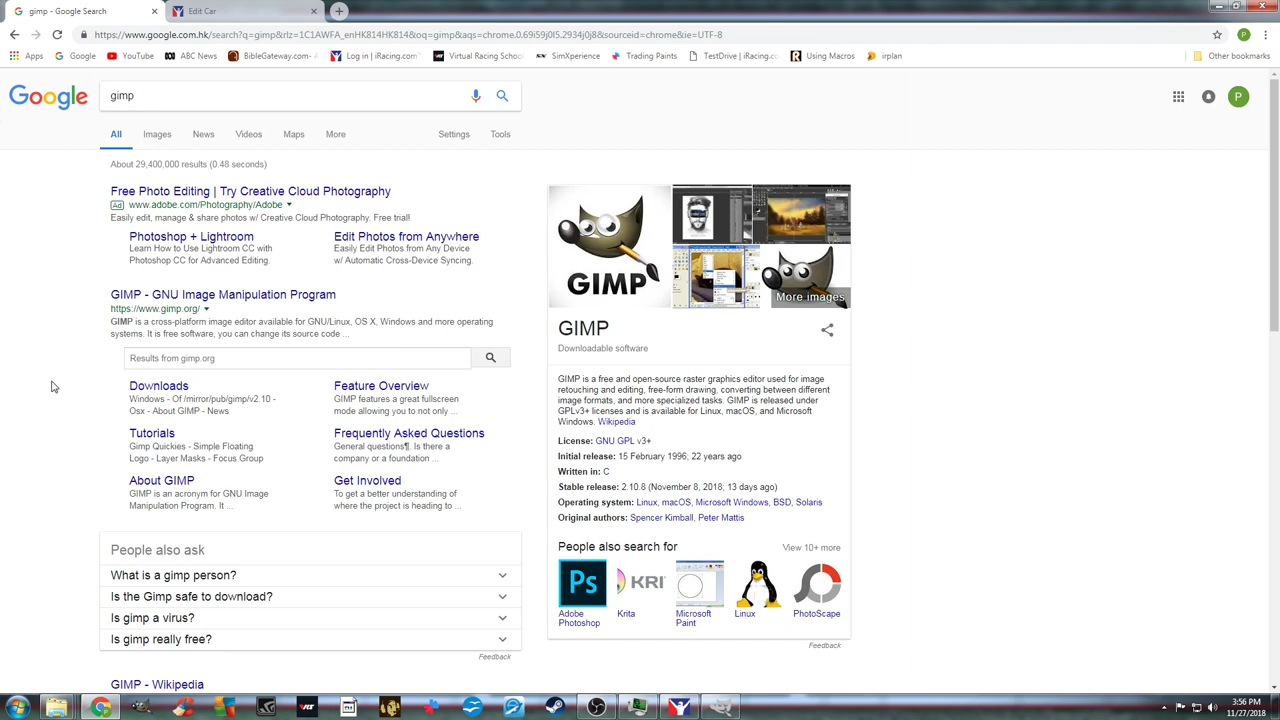 gimp - Google Search
Edit Car
https://www.google.com.hk/search?q=gimp&rlz=1C1AWFA_enHK814HK814&oq=gimp&aqs=chrome.0.69i59j0l5.2934j0j8&sourceid=chrome&ie=UTF-8
P
Apps
Google
YouTube
ABC News
BibleGateway.com-
Log in | iRacing.com
Virtual Racing School
SimXperience
Trading Paints
TestDrive | iRacing.c
Using Macros
irplan
Other bookmarks
Google
gimp
P
All
Images
News
Videos
Maps
More
Settings
Tools
About 29,400,000 results (0.48 seconds)
Free Photo Editing | Try Creative Cloud Photography
Ad www.adobe.com/Photography/Adobe
Easily edit, manage & share photos w/ Creative Cloud Photography. Free trial!
Photoshop + Lightroom
Learn How to Use Lightroom CC with
Photoshop CC for Advanced Editing.
Edit Photos from Anywhere
Easily Edit Photos from Any Device
w/ Automatic Cross-Device Syncing.
GIMP - GNU Image Manipulation Program
https://www.gimp.org/
GIMP is a cross-platform image editor available for GNU/Linux, OS X, Windows and more operating
system. It is free software, you can change its source code ...
Results from gimp.org
Downloads
Windows - Of /mirror/pub/gimp/v2.10 -
Osx - About GIMP - News
Feature Overview
GIMP features a great fullscreen
mode allowing you to not only ...
Tutorials
Gimp Quickies - Simple Floating
Logo - Layer Masks - Focus Group
Frequently Asked Questions
General questions¶. Is there a
company or a foundation ...
About GIMP
GIMP is an acronym for GNU Image
Manipulation Program. It ...
Get Involved
To get a better understanding of
where the project is heading to ...
People also ask
What is a gimp person?
Is the Gimp safe to download?
Is gimp a virus?
Is gimp really free?
Feedback
GIMP - Wikipedia
GIMP
More images
GIMP
Downloadable software
GIMP is a free and open-source raster graphics editor used for image
retouching and editing, free-form drawing, converting between different
image formats, and more specialized tasks. GIMP is released under
GPLv3+ licenses and is available for Linux, macOS, and Microsoft
Windows. Wikipedia
License: GNU GPL v3+
Initial release: 15 February 1996; 22 years ago
Written in: C
Stable release: 2.10.8 (November 8, 2018; 13 days ago)
Operating system: Linux, macOS, Microsoft Windows, BSD, Solaris
Original authors: Spencer Kimball, Peter Mattis
People also search for
View 10+ more
Ps
KRI
Adobe
Photoshop
Krita
Microsoft
Paint
Linux
PhotoScape
Feedback
3:56 PM
11/27/2018